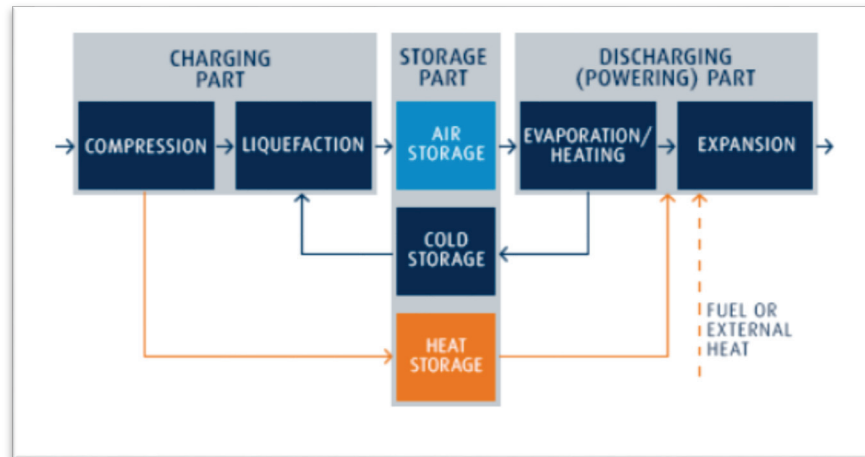 CHARGING
PART
STORAGE
PART
DISCHARGING
(POWERING) PART
COMPRESSION
LIQUEFACTION
AIR
STORAGE
EVAPORATION/
HEATING
EXPANSION
COLD
STORAGE
HEAT
STORAGE
FUEL OR
EXTERNAL
HEAT